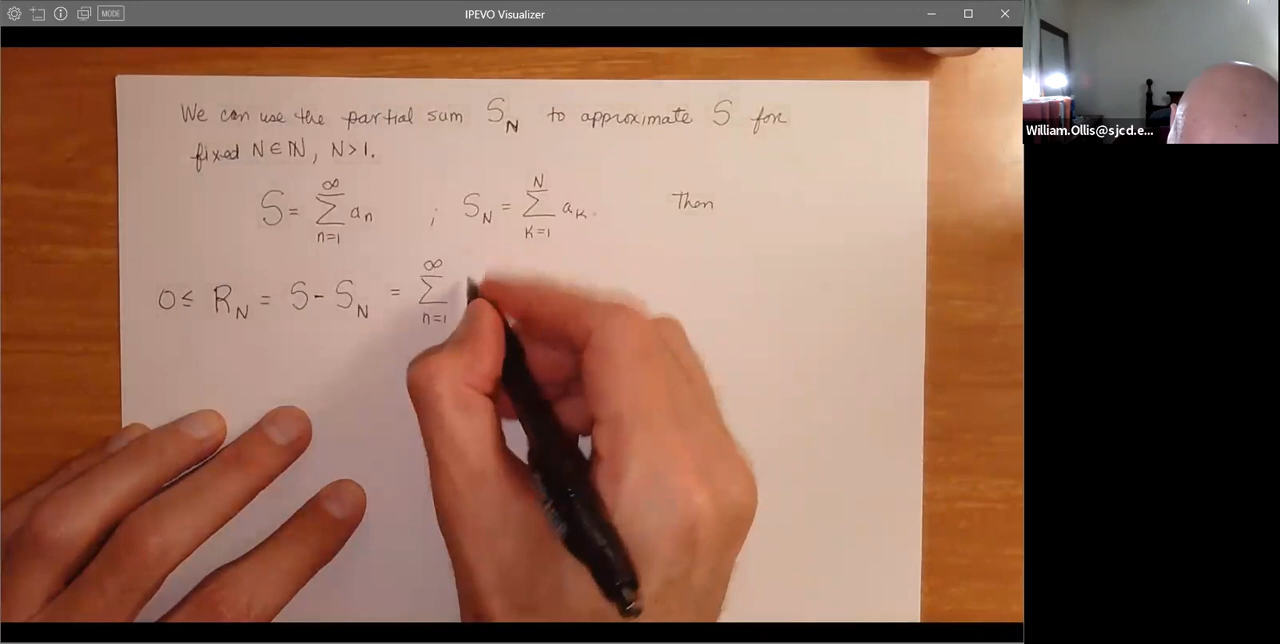 MODE
IPEVO Visualizer
William.Ollis@sjcd.e...
We can use the partial sum S_N to approximate S for
fixed N∈ℕ, N>1.
S = ∑_{n=1}^{∞} a_n ; S_N = ∑_{K=1}^{N} a_K. Then
0 ≤ R_N = S - S_N = ∑_{n=1}^{∞}